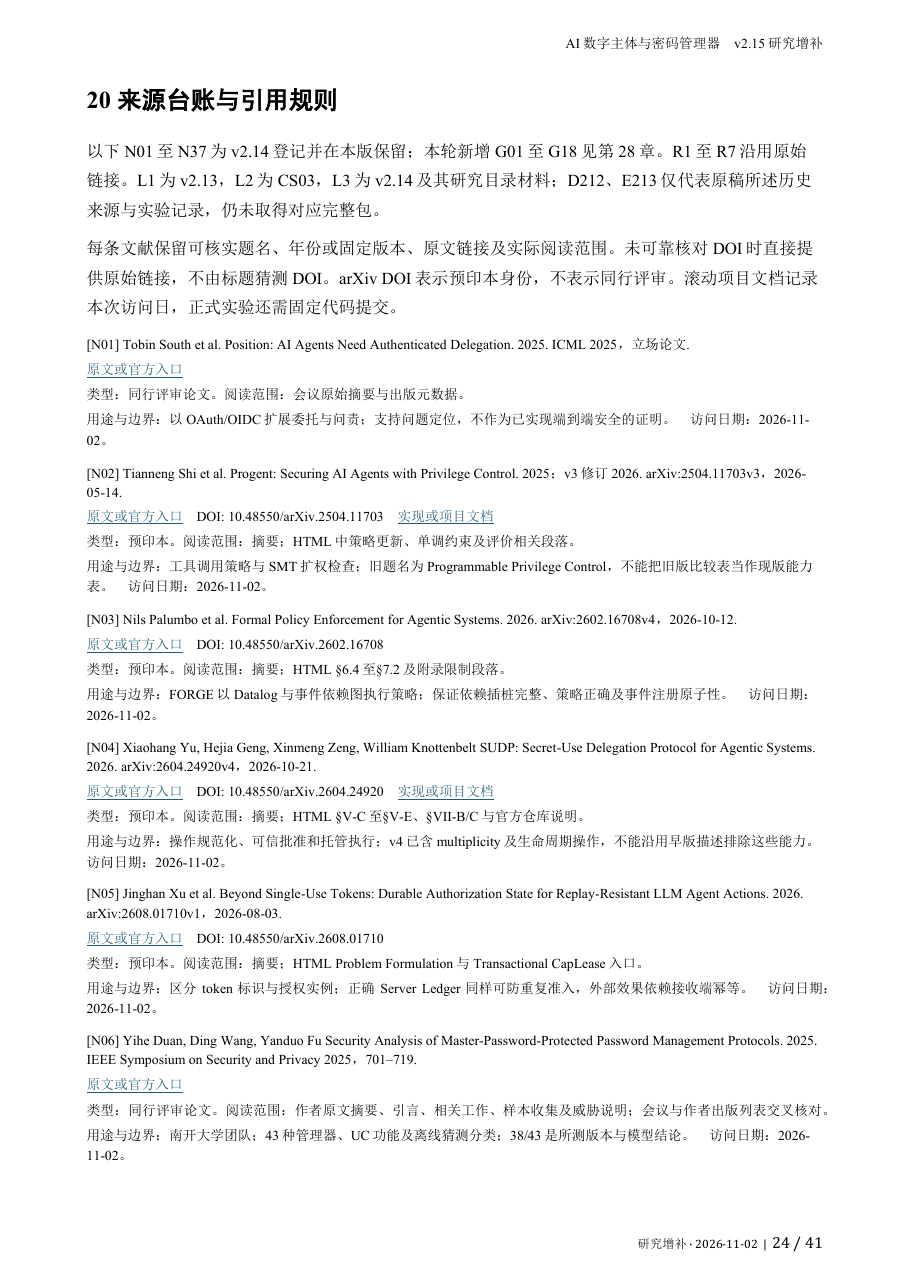 AI 数字主体与密码管理器 v2.15 研究增补
20 来源台账与引用规则
以下 N01 至 N37 为 v2.14 登记并在本版保留；本轮新增 G01 至 G18 见第 28 章。R1 至 R7 沿用原始
链接。L1 为 v2.13，L2 为 CS03，L3 为 v2.14 及其研究目录材料；D212、E213 仅代表原稿所述历史
来源与实验记录，仍未取得对应完整包。
每条文献保留可核实题名、年份或固定版本、原文链接及实际阅读范围。未可靠核对 DOI 时直接提
供原始链接，不由标题猜测 DOI。arXiv DOI 表示预印本身份，不表示同行评审。滚动项目文档记录
本次访问日，正式实验还需固定代码提交。
[N01] Tobin South et al. Position: AI Agents Need Authenticated Delegation. 2025. ICML 2025，立场论文.
原文或官方入口
类型：同行评审论文。阅读范围：会议原始摘要与出版元数据。
用途与边界：以 OAuth/OIDC 扩展委托与问责；支持问题定位，不作为已实现端到端安全的证明。 访问日期：2026-11-
02。
[N02] Tianneng Shi et al. Progent: Securing AI Agents with Privilege Control. 2025；v3 修订 2026. arXiv:2504.11703v3，2026-
05-14.
原文或官方入口 DOI: 10.48550/arXiv.2504.11703 实现或项目文档
类型：预印本。阅读范围：摘要；HTML 中策略更新、单调约束及评价相关段落。
用途与边界：工具调用策略与 SMT 扩权检查；旧题名为 Programmable Privilege Control，不能把旧版比较表当作现版能力
表。 访问日期：2026-11-02。
[N03] Nils Palumbo et al. Formal Policy Enforcement for Agentic Systems. 2026. arXiv:2602.16708v4，2026-10-12.
原文或官方入口 DOI: 10.48550/arXiv.2602.16708
类型：预印本。阅读范围：摘要；HTML §6.4 至§7.2 及附录限制段落。
用途与边界：FORGE 以 Datalog 与事件依赖图执行策略；保证依赖插桩完整、策略正确及事件注册原子性。 访问日期：
2026-11-02。
[N04] Xiaohang Yu, Hejia Geng, Xinmeng Zeng, William Knottenbelt SUDP: Secret-Use Delegation Protocol for Agentic Systems.
2026. arXiv:2604.24920v4，2026-10-21.
原文或官方入口 DOI: 10.48550/arXiv.2604.24920 实现或项目文档
类型：预印本。阅读范围：摘要；HTML §V-C 至§V-E、§VII-B/C 与官方仓库说明。
用途与边界：操作规范化、可信批准和托管执行；v4 已含 multiplicity 及生命周期操作，不能沿用早版描述排除这些能力。
访问日期：2026-11-02。
[N05] Jinghan Xu et al. Beyond Single-Use Tokens: Durable Authorization State for Replay-Resistant LLM Agent Actions. 2026.
arXiv:2608.01710v1，2026-08-03.
原文或官方入口 DOI: 10.48550/arXiv.2608.01710
类型：预印本。阅读范围：摘要；HTML Problem Formulation 与 Transactional CapLease 入口。
用途与边界：区分 token 标识与授权实例；正确 Server Ledger 同样可防重复准入，外部效果依赖接收端幂等。 访问日期：
2026-11-02。
[N06] Yihe Duan, Ding Wang, Yanduo Fu Security Analysis of Master-Password-Protected Password Management Protocols. 2025.
IEEE Symposium on Security and Privacy 2025，701–719.
原文或官方入口
类型：同行评审论文。阅读范围：作者原文摘要、引言、相关工作、样本收集及威胁说明；会议与作者出版列表交叉核对。
用途与边界：南开大学团队；43 种管理器、UC 功能及离线猜测分类；38/43 是所测版本与模型结论。 访问日期：2026-
11-02。
研究增补 · 2026-11-02 | 24 / 41